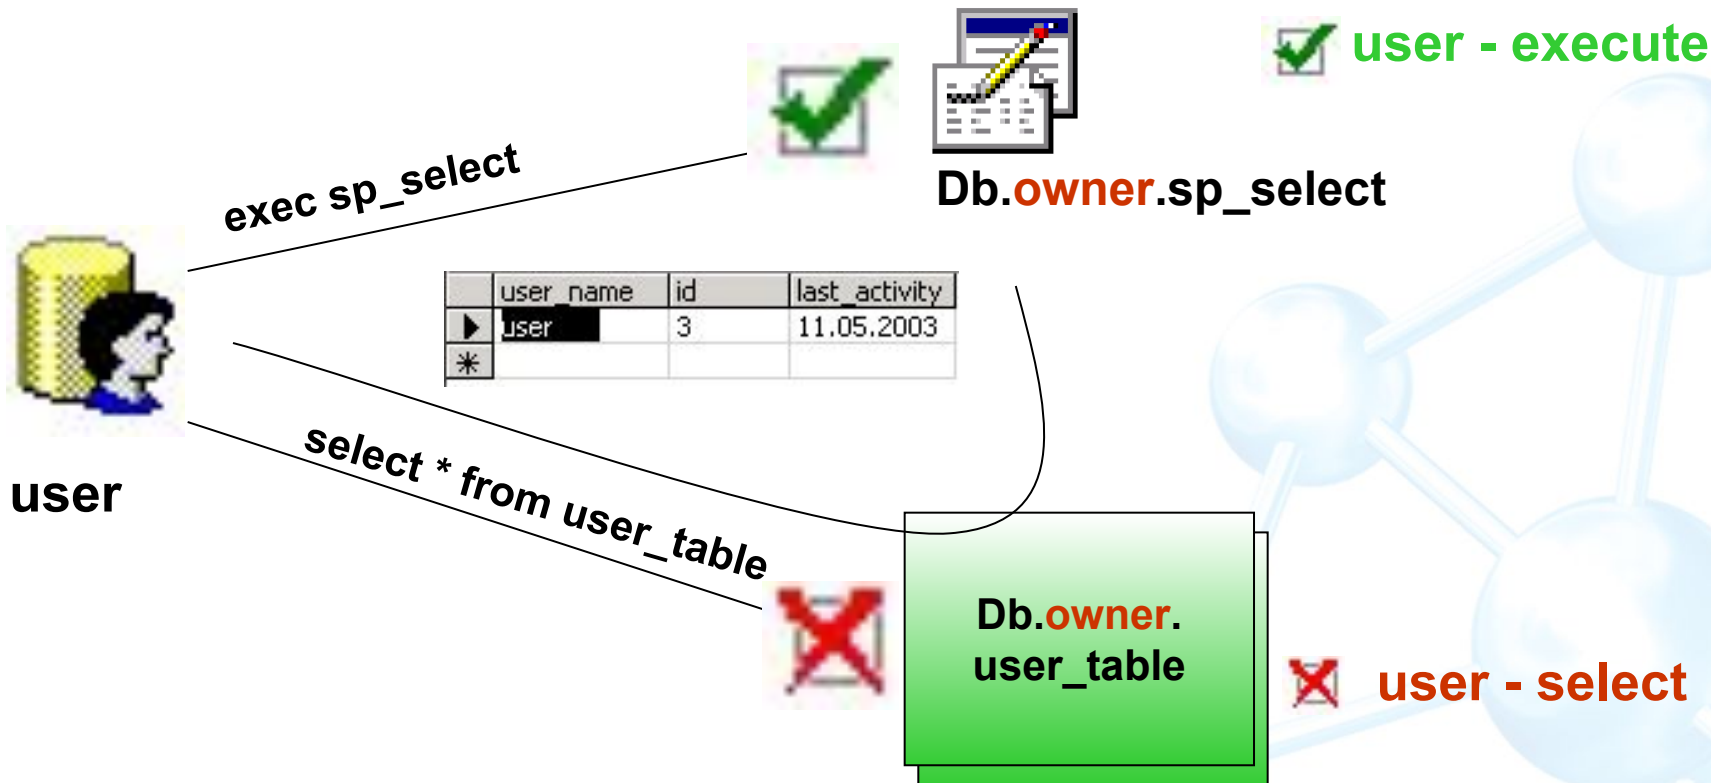 user - execute
exec sp_select
Db.owner.sp_select
user_name id last_activity
user 3 11.05.2003
user
select * from user_table
Db.owner.
user_table
user - select